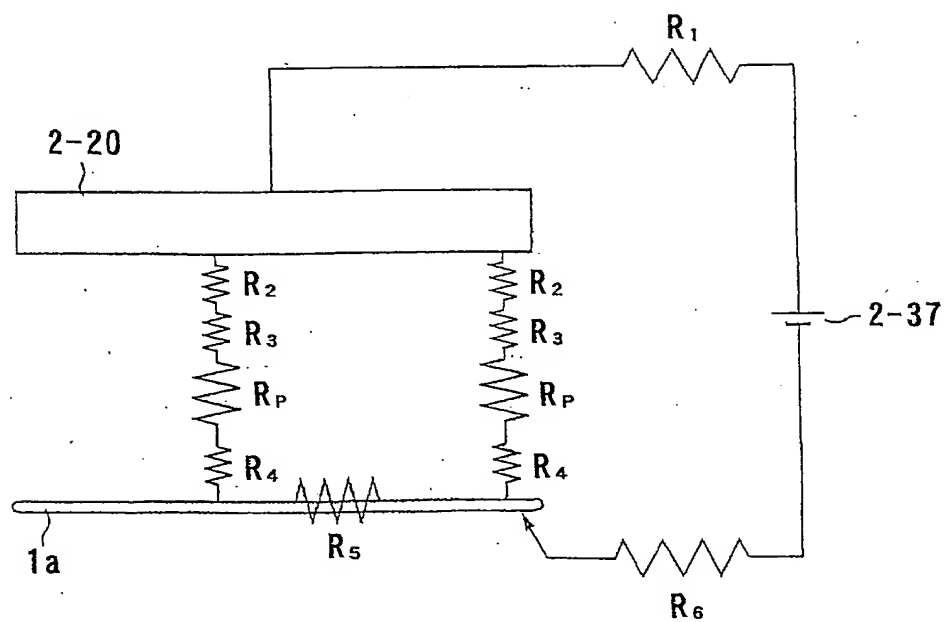 R₁
2-20
R₂ R₂
R₃ R₃
2-37
Rₚ Rₚ
R₄ R₄
R₅
1a
R₆